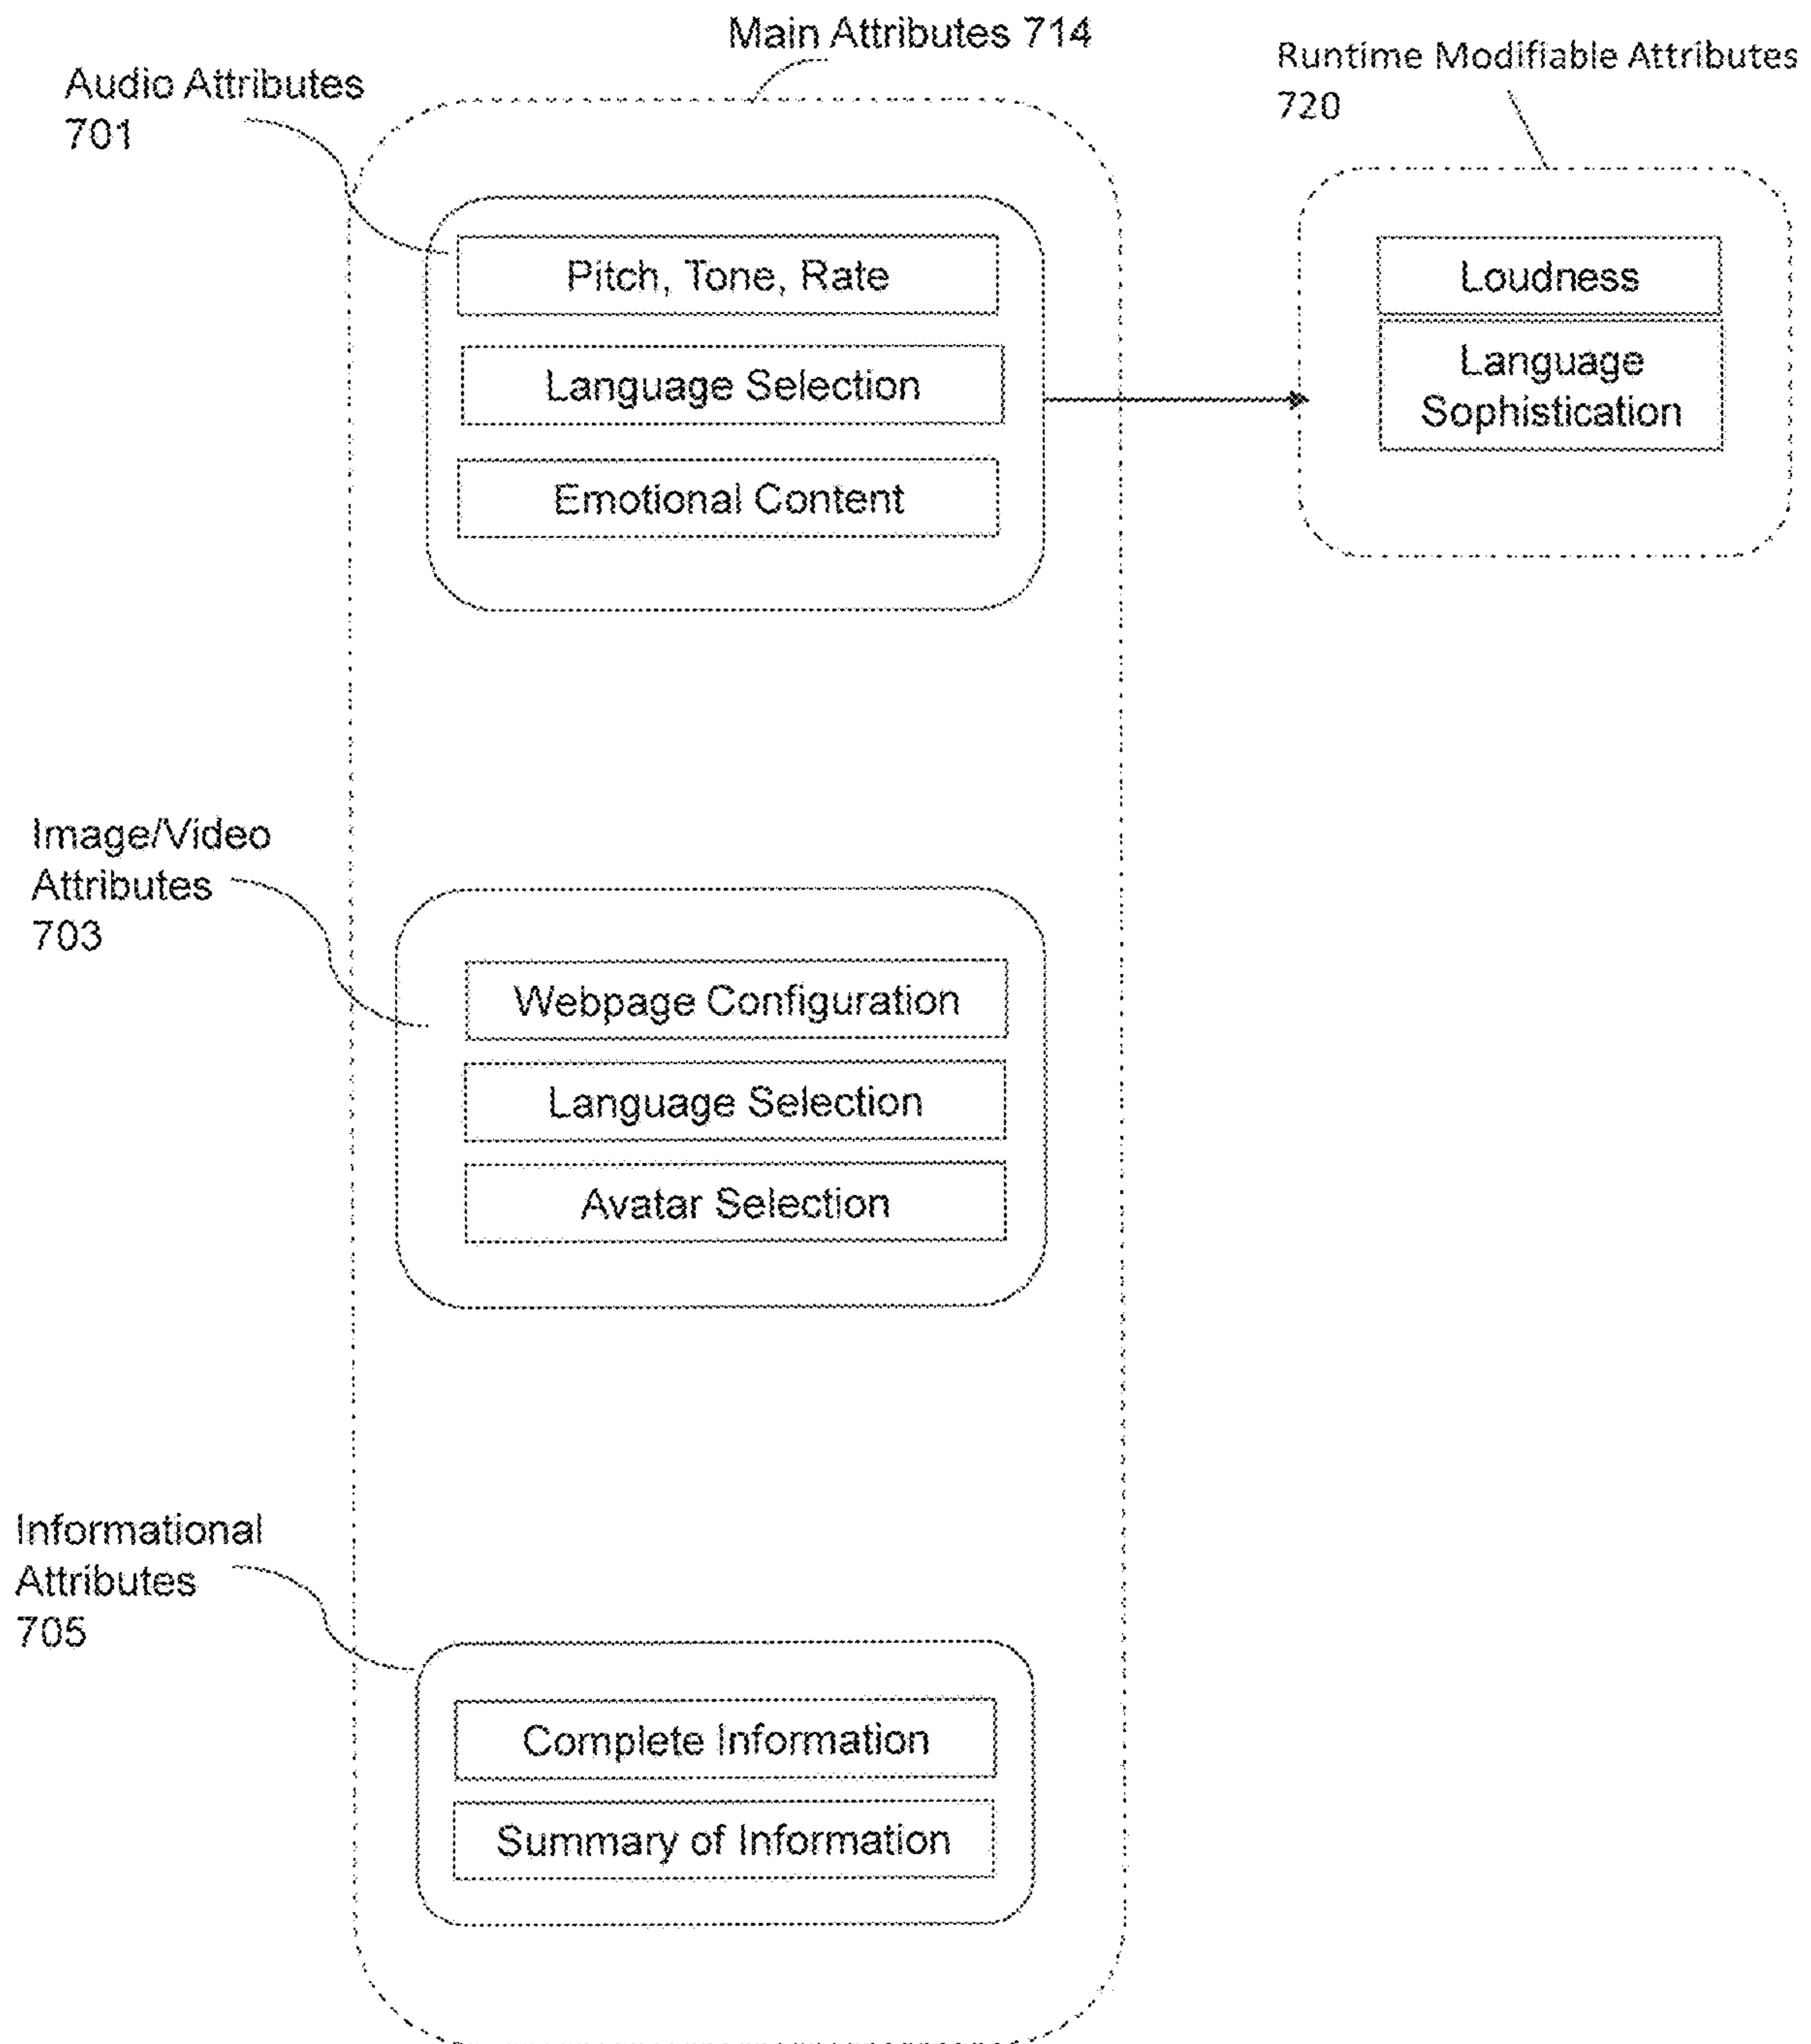 Main Attributes 714
Runtime Modifiable Attributes
720
Audio Attributes
701
Pitch, Tone, Rate
Language Selection
Emotional Content
Loudness
Language
Sophistication
Image/Video
Attributes
703
Webpage Configuration
Language Selection
Avatar Selection
Informational
Attributes
705
Complete Information
Summary of Information